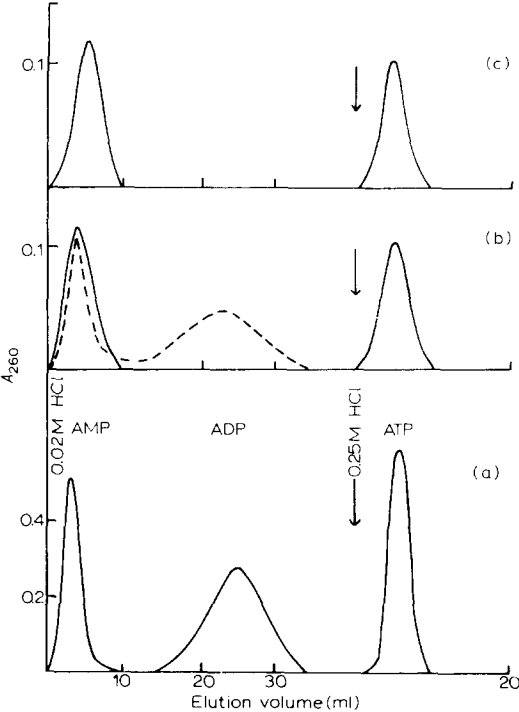 0.1
(c)
0.1
(b)
A260
0.02M HCl
AMP
ADP
0.25M HCl
ATP
(a)
0.4
0.2
10
20
30
20
Elution volume(ml)